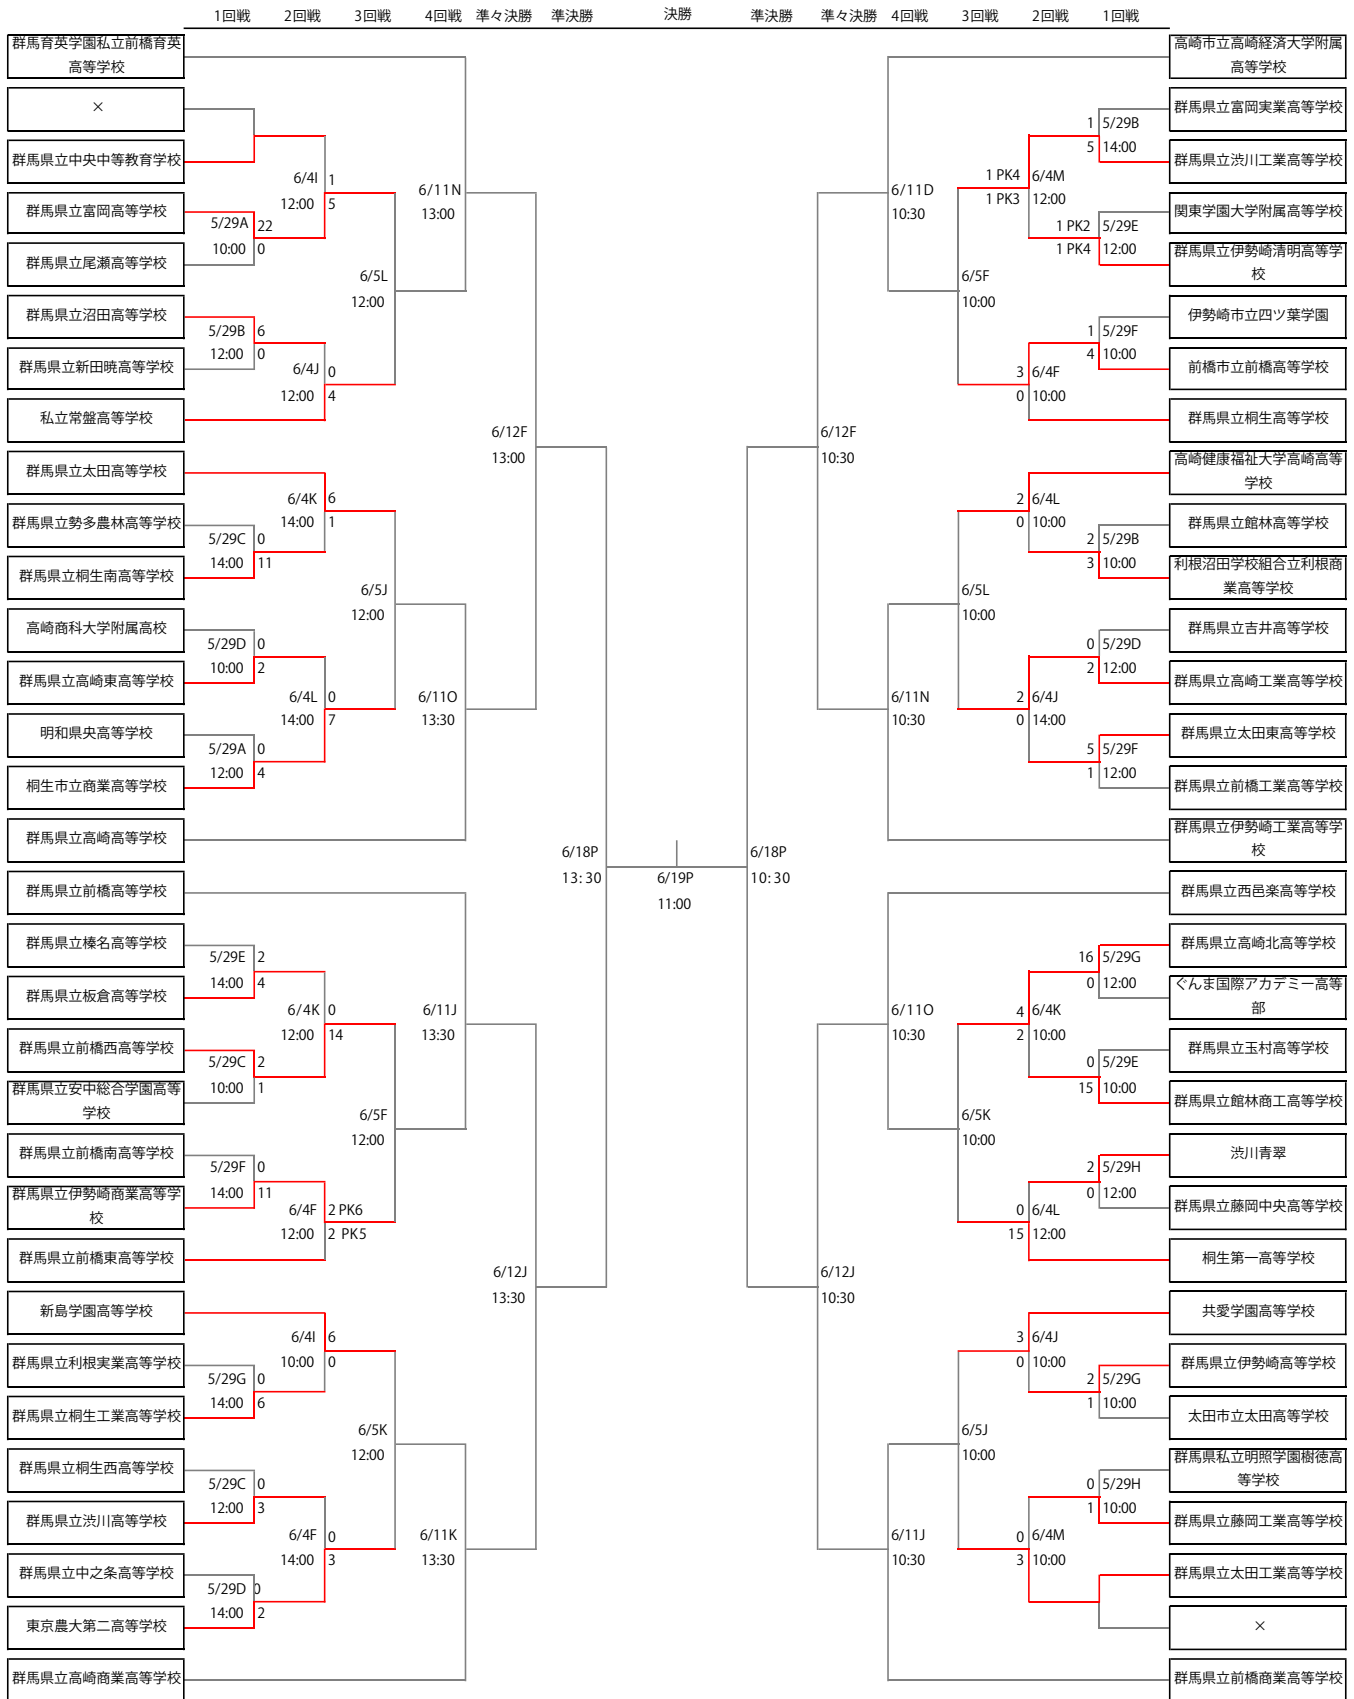 1回戦 2回戦 3回戦 4回戦 準々決勝 準決勝 決勝 準決勝 準々決勝 4回戦 3回戦 2回戦 1回戦
群馬育英学園私立前橋育英
高等学校
×
群馬県立中央中等教育学校
6/4I 1
12:00 5
群馬県立富岡高等学校
5/29A 22
10:00 0
群馬県立尾瀬高等学校
6/11N
13:00
6/5L
12:00
群馬県立沼田高等学校
5/29B 6
12:00 0
群馬県立新田暁高等学校
6/4J 0
12:00 4
私立常盤高等学校
6/12F
13:00
群馬県立太田高等学校
6/4K 6
14:00 1
群馬県立勢多農林高等学校
5/29C 0
14:00 11
群馬県立桐生南高等学校
6/5J
12:00
高崎商科大学附属高校
5/29D 0
10:00 2
群馬県立高崎東高等学校
6/4L 0
14:00 7
6/11O
13:30
明和県央高等学校
5/29A 0
12:00 4
桐生市立商業高等学校
群馬県立高崎高等学校
6/18P
13:30
6/19P
11:00
6/18P
10:30
群馬県立前橋高等学校
群馬県立榛名高等学校
5/29E 2
14:00 4
群馬県立板倉高等学校
6/4K 0
12:00 14
6/11J
13:30
群馬県立前橋西高等学校
5/29C 2
10:00 1
群馬県立安中総合学園高等
学校
6/5F
12:00
群馬県立前橋南高等学校
5/29F 0
14:00 11
群馬県立伊勢崎商業高等学
校
6/4F 2 PK6
12:00 2 PK5
群馬県立前橋東高等学校
6/12J
13:30
新島学園高等学校
6/4I 6
10:00 0
群馬県立利根実業高等学校
5/29G 0
14:00 6
群馬県立桐生工業高等学校
6/5K
12:00
群馬県立桐生西高等学校
5/29C 0
12:00 3
群馬県立渋川高等学校
6/4F 0
14:00 3
6/11K
13:30
群馬県立中之条高等学校
5/29D 0
14:00 2
東京農大第二高等学校
群馬県立高崎商業高等学校
高崎市立高崎経済大学附属
高等学校
群馬県立富岡実業高等学校
1 5/29B
5 14:00
群馬県立渋川工業高等学校
1 PK4 6/4M
1 PK3 12:00
6/11D
10:30
関東学園大学附属高等学校
1 PK2 5/29E
1 PK4 12:00
群馬県立伊勢崎清明高等学
校
6/5F
10:00
伊勢崎市立四ツ葉学園
1 5/29F
4 10:00
前橋市立前橋高等学校
3 6/4F
0 10:00
群馬県立桐生高等学校
6/12F
10:30
高崎健康福祉大学高崎高等
学校
2 6/4L
0 10:00
群馬県立館林高等学校
2 5/29B
3 10:00
利根沼田学校組合立利根商
業高等学校
6/5L
10:00
群馬県立吉井高等学校
0 5/29D
2 12:00
群馬県立高崎工業高等学校
2 6/4J
0 14:00
6/11N
10:30
群馬県立太田東高等学校
5 5/29F
1 12:00
群馬県立前橋工業高等学校
群馬県立伊勢崎工業高等学
校
群馬県立西邑楽高等学校
群馬県立高崎北高等学校
16 5/29G
0 12:00
ぐんま国際アカデミー高等
部
4 6/4K
2 10:00
6/11O
10:30
群馬県立玉村高等学校
0 5/29E
15 10:00
群馬県立館林商工高等学校
6/5K
10:00
渋川青翠
2 5/29H
0 12:00
群馬県立藤岡中央高等学校
0 6/4L
15 12:00
桐生第一高等学校
6/12J
10:30
共愛学園高等学校
3 6/4J
0 10:00
群馬県立伊勢崎高等学校
2 5/29G
1 10:00
太田市立太田高等学校
6/5J
10:00
群馬県私立明照学園樹徳高
等学校
0 5/29H
1 10:00
群馬県立藤岡工業高等学校
0 6/4M
3 10:00
6/11J
10:30
群馬県立太田工業高等学校
×
群馬県立前橋商業高等学校